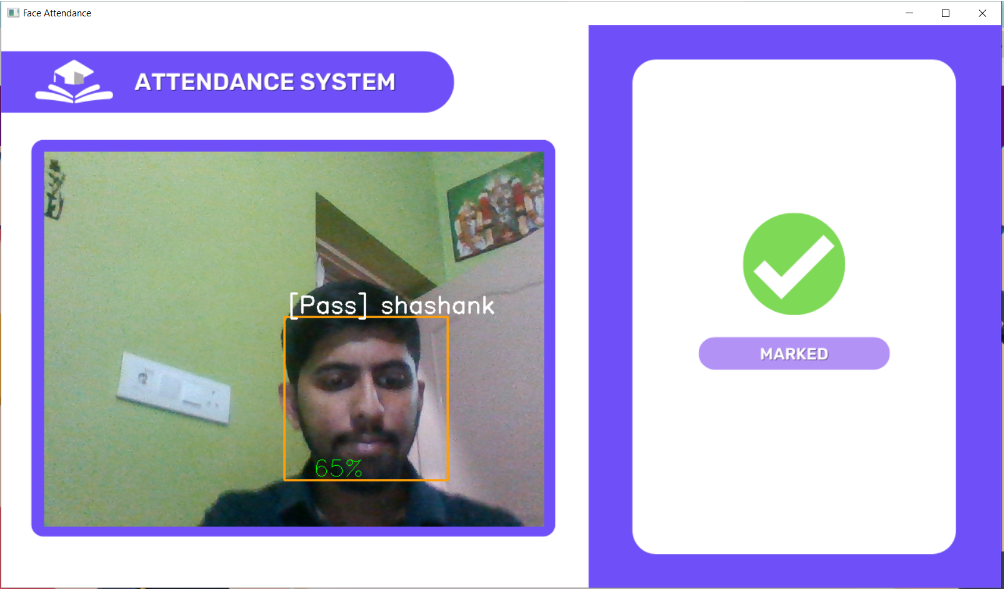 Face Attendance
ATTENDANCE SYSTEM
[Pass] shashank
65%
MARKED